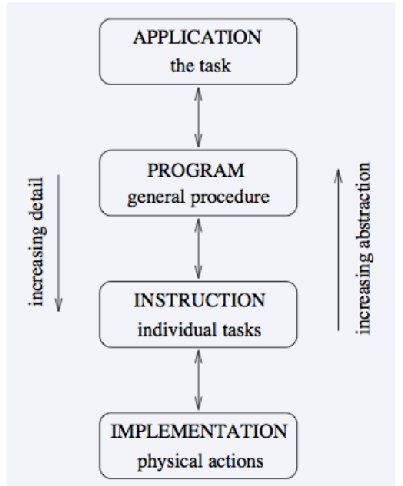 APPLICATION
the task
PROGRAM
general procedure
increasing detail
increasing abstraction
INSTRUCTION
individual tasks
IMPLEMENTATION
physical actions